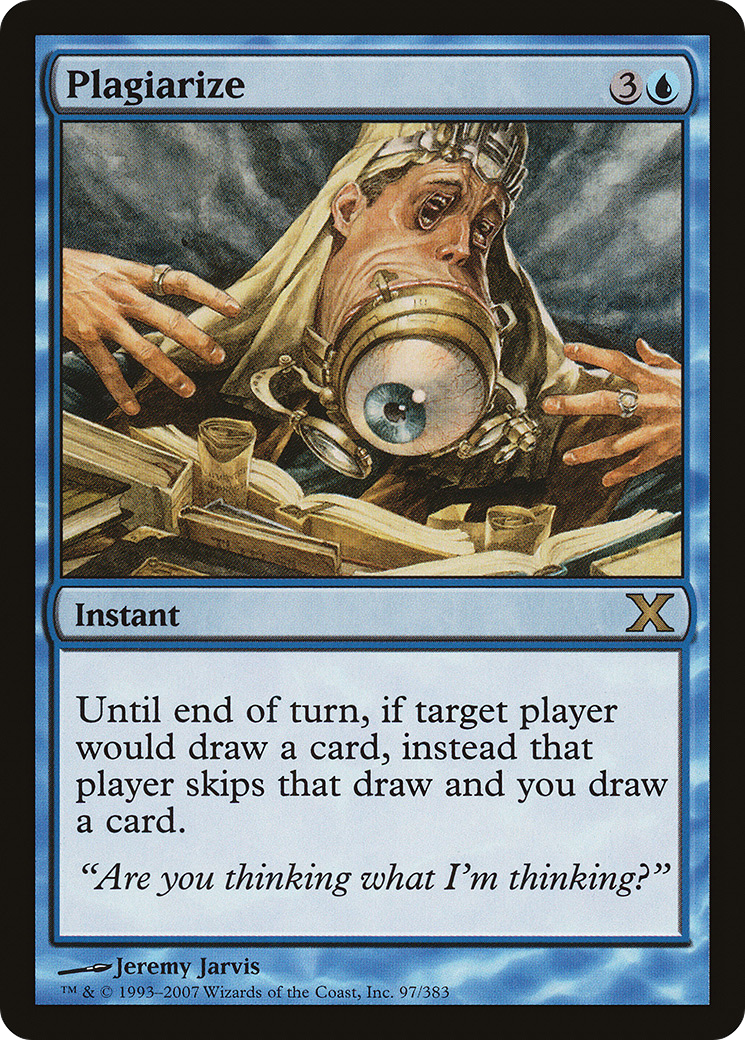 Plagiarize
3
Instant
X
Until end of turn, if target player
would draw a card, instead that
player skips that draw and you draw
a card.
“Are you thinking what I’m thinking?”
Jeremy Jarvis
™ & © 1993–2007 Wizards of the Coast, Inc. 97/383